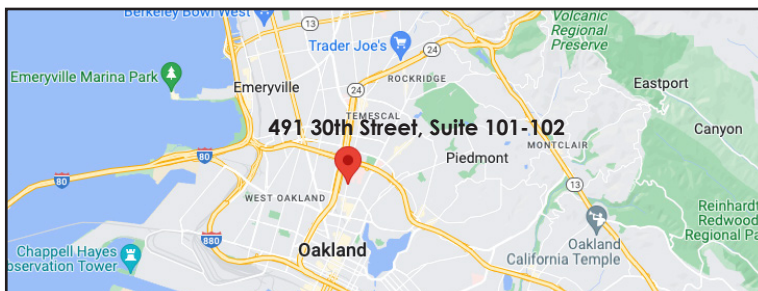 Berkeley Bowl West
Volcanic
Regional
Preserve
Trader Joe's
24
ROCKRIDGE
Emeryville Marina Park
Emeryville
24
Eastport
TEMESCAL
491 30th Street, Suite 101-102
Canyon
MONTCLAIR
Piedmont
80
80
13
WEST OAKLAND
Reinhardt
Redwood
Regional Pa
880
Oakland
California Temple
Chappell Hayes
bservation Tower
Oakland
13